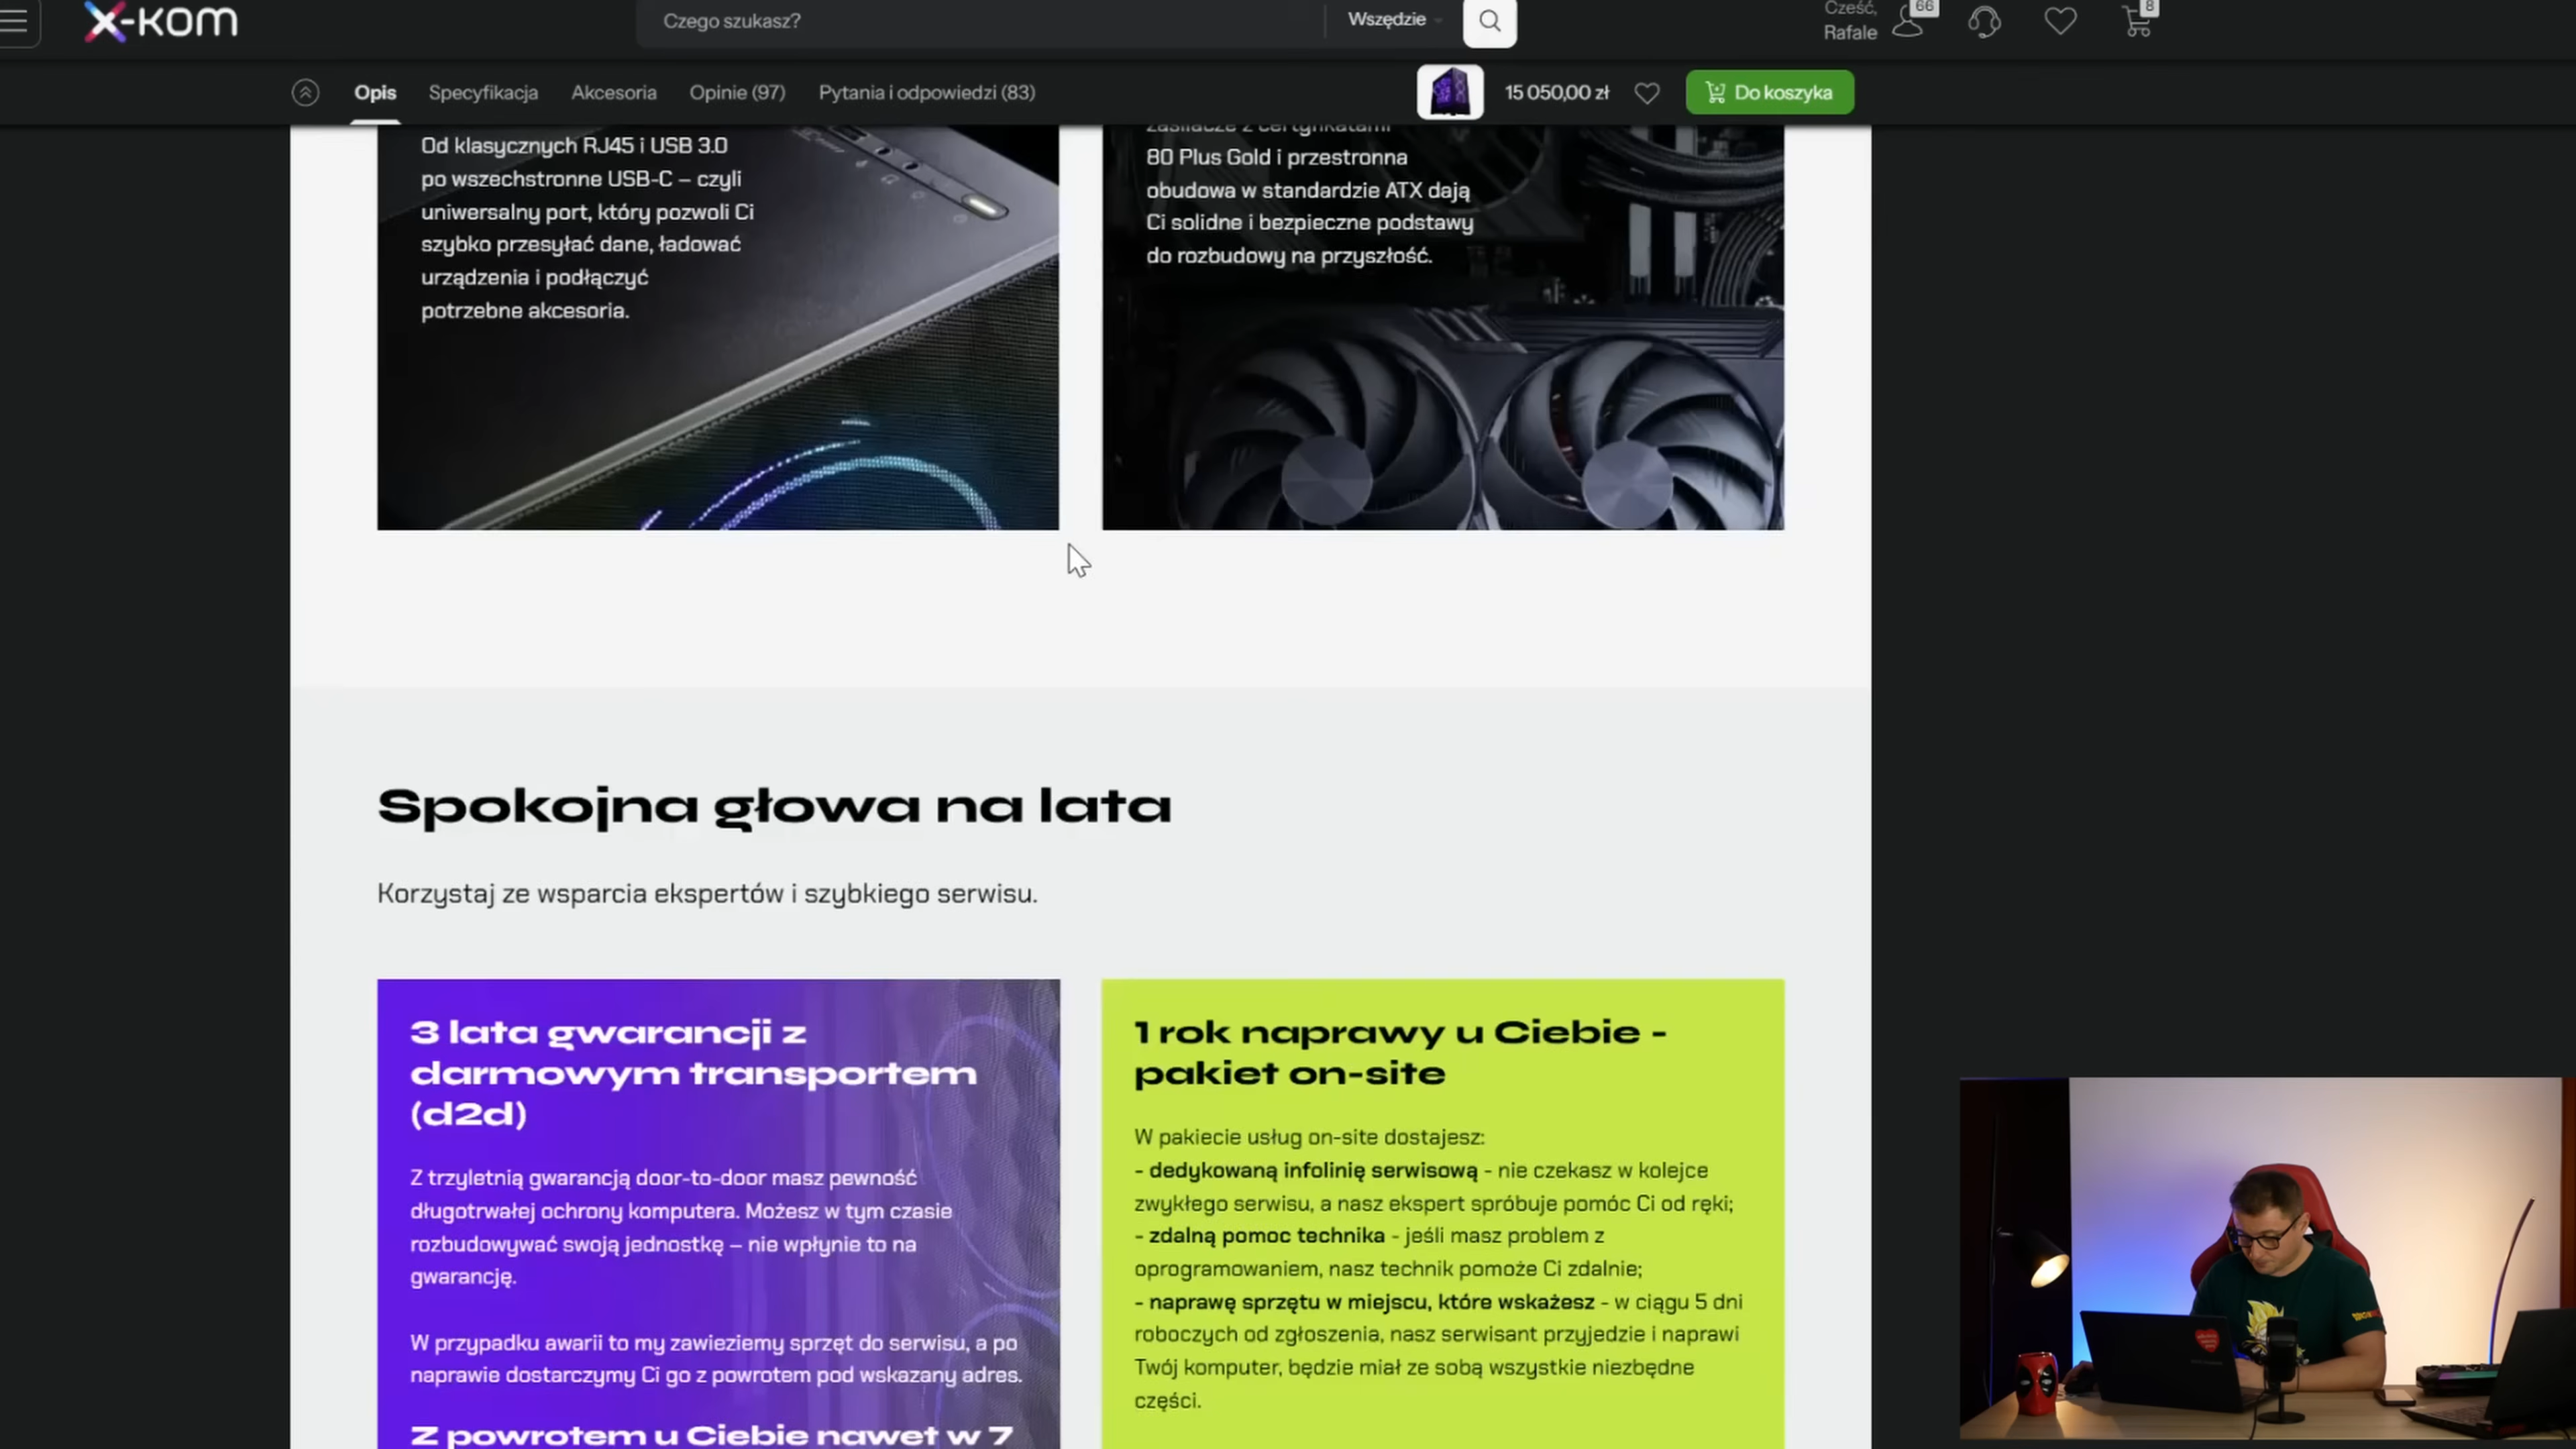 x-kom
Czego szukasz?
Wszędzie
Cześć,
Rafale
66
8
Opis
Specyfikacja
Akcesoria
Opinie (97)
Pytania i odpowiedzi (83)
15 050,00 zł
Do koszyka
Od klasycznych RJ45 i USB 3.0
po wszechstronne USB-C – czyli
uniwersalny port, który pozwoli Ci
szybko przesyłać dane, ładować
urządzenia i podłączyć
potrzebne akcesoria.
zasilacze z certyfikatami
80 Plus Gold i przestronna
obudowa w standardzie ATX dają
Ci solidne i bezpieczne podstawy
do rozbudowy na przyszłość.
Spokojna głowa na lata
Korzystaj ze wsparcia ekspertów i szybkiego serwisu.
3 lata gwarancji z
darmowym transportem
(d2d)
Z trzyletnią gwarancją door-to-door masz pewność
długotrwałej ochrony komputera. Możesz w tym czasie
rozbudowywać swoją jednostkę – nie wpłynie to na
gwarancję.
W przypadku awarii to my zawieziemy sprzęt do serwisu, a po
naprawie dostarczymy Ci go z powrotem pod wskazany adres.
Z powrotem u Ciebie nawet w 7
1 rok naprawy u Ciebie -
pakiet on-site
W pakiecie usług on-site dostajesz:
- dedykowaną infolinię serwisową - nie czekasz w kolejce
zwykłego serwisu, a nasz ekspert spróbuje pomóc Ci od ręki;
- zdalną pomoc technika - jeśli masz problem z
oprogramowaniem, nasz technik pomoże Ci zdalnie;
- naprawę sprzętu w miejscu, które wskażesz - w ciągu 5 dni
roboczych od zgłoszenia, nasz serwisant przyjedzie i naprawi
Twój komputer, będzie miał ze sobą wszystkie niezbędne
części.